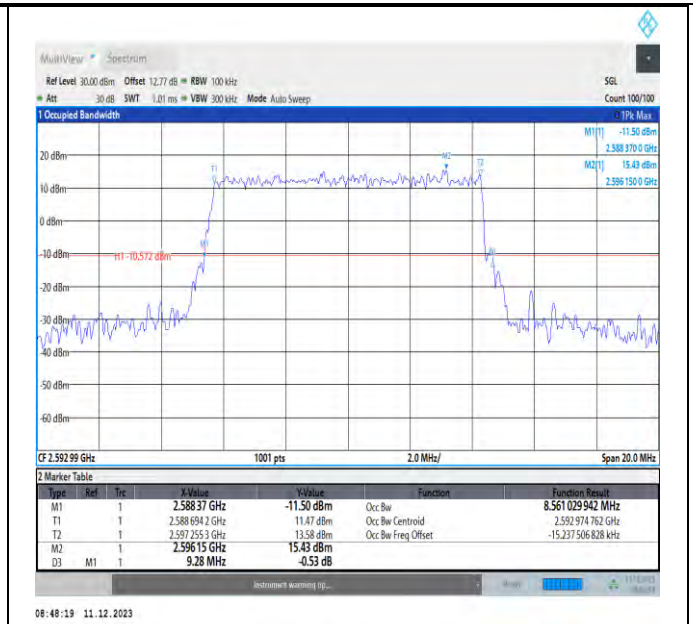 MultiView Spectrum
Ref Level 30.00 dBm Offset 12.77 dB RBW 100 kHz SGL
Att 30 dB SWT 1.01 ms VBW 300 kHz Mode Auto Sweep Count 100/100
1 Occupied Bandwidth 1Pk Max
M1[1] -11.50 dBm
2.588 370 0 GHz
M2[1] 15.43 dBm
2.596 150 0 GHz
M2
T2
T1
20 dBm
10 dBm
0 dBm
M1
-10 dBm
H1 -10.572 dBm
-20 dBm
-30 dBm
-40 dBm
-50 dBm
-60 dBm
CF 2.592 99 GHz 1001 pts 2.0 MHz/ Span 20.0 MHz
2 Marker Table
Type Ref Trc X-Value Y-Value Function Function Result
M1 1 2.588 37 GHz -11.50 dBm Occ Bw 8.561 029 942 MHz
T1 1 2.588 694 2 GHz 11.47 dBm Occ Bw Centroid 2.592 974 762 GHz
T2 1 2.597 255 3 GHz 13.58 dBm Occ Bw Freq Offset -15.237 506 828 kHz
M2 1 2.596 15 GHz 15.43 dBm
D3 M1 1 9.28 MHz -0.53 dB
Instrument warming up...
08:48:19 11.12.2023